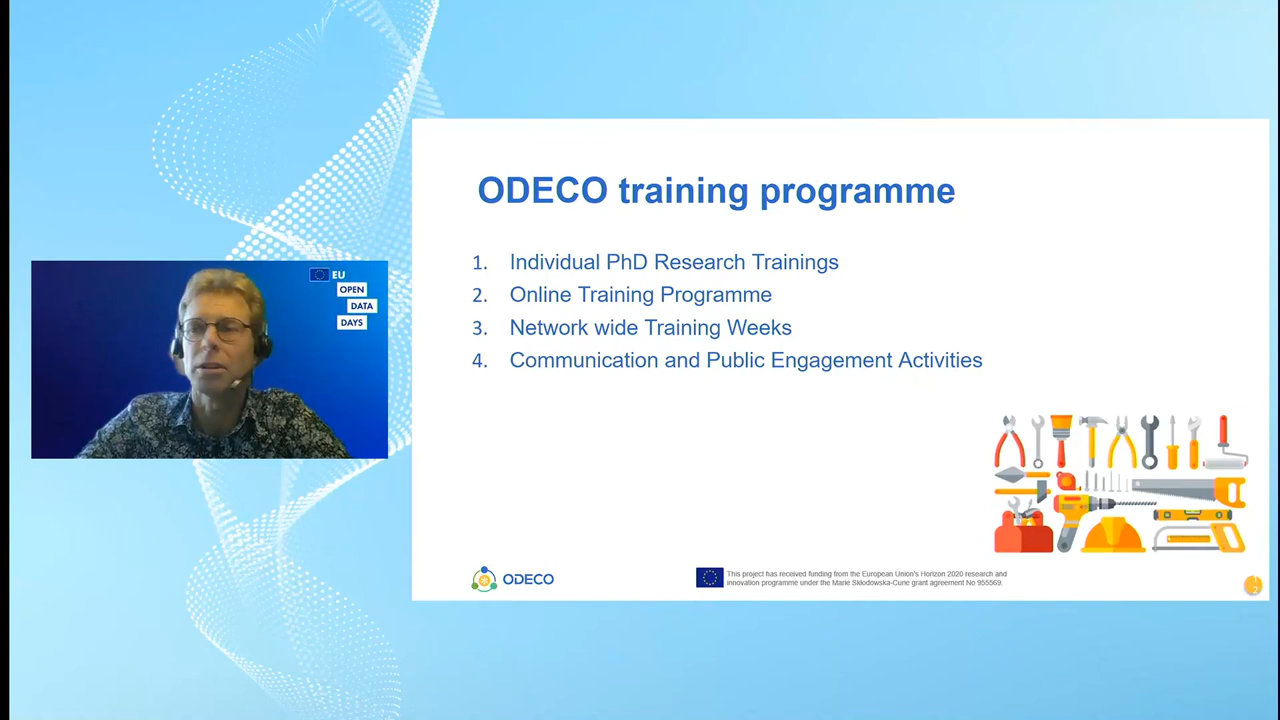 EU
OPEN
DATA
DAYS
ODECO training programme
1. Individual PhD Research Trainings
2. Online Training Programme
3. Network wide Training Weeks
4. Communication and Public Engagement Activities
ODECO
This project has received funding from the European Union's Horizon 2020 research and
innovation programme under the Marie Skłodowska-Curie grant agreement No 955569.
1
2